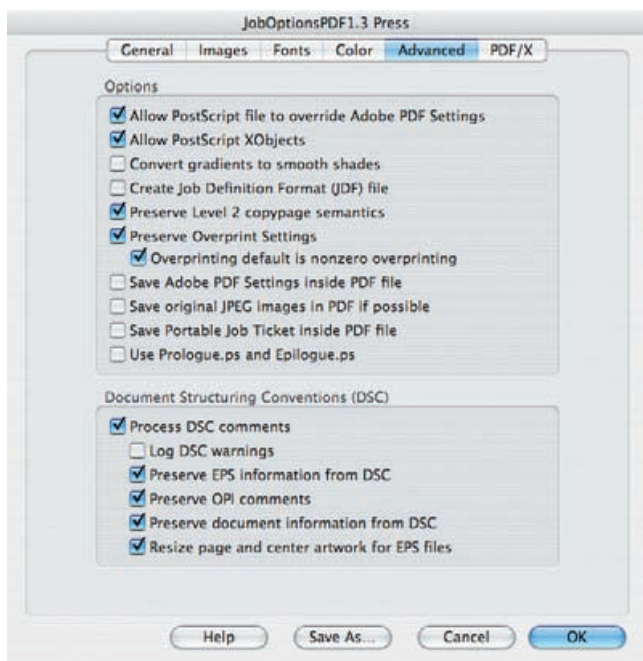 JobOptionsPDF1.3 Press
General Images Fonts Color Advanced PDF/X
Options
Allow PostScript file to override Adobe PDF Settings
Allow PostScript XObjects
Convert gradients to smooth shades
Create Job Definition Format (JDF) file
Preserve Level 2 copypage semantics
Preserve Overprint Settings
Overprinting default is nonzero overprinting
Save Adobe PDF Settings inside PDF file
Save original JPEG images in PDF if possible
Save Portable Job Ticket inside PDF file
Use Prologue.ps and Epilogue.ps
Document Structuring Conventions (DSC)
Process DSC comments
Log DSC warnings
Preserve EPS information from DSC
Preserve OPI comments
Preserve document information from DSC
Resize page and center artwork for EPS files
Help Save As... Cancel OK